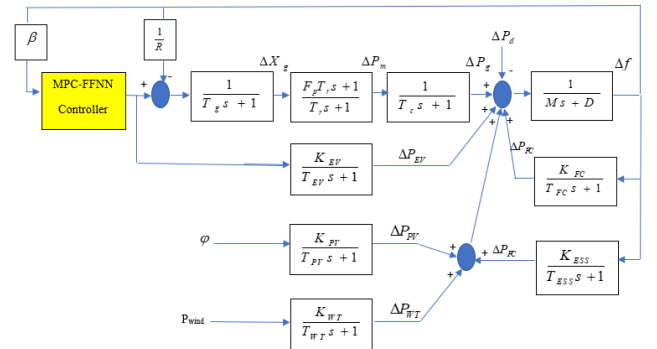 β
1/R
ΔP_d
MPC-FFNN
Controller
+
-
ΔX_g
ΔP_m
ΔP_g
-
Δf
1/(T_g s + 1)
(F_p T_r s + 1)/(T_r s + 1)
1/(T_c s + 1)
+
+
+
+
1/(Ms + D)
K_EV/(T_EV s + 1)
ΔP_EV
ΔP_FC
K_FC/(T_FC s + 1)
φ
K_PV/(T_PV s + 1)
ΔP_PV
+
+
ΔP_FC
K_ESS/(T_ESS s + 1)
+
P_wind
K_WT/(T_WT s + 1)
ΔP_WT